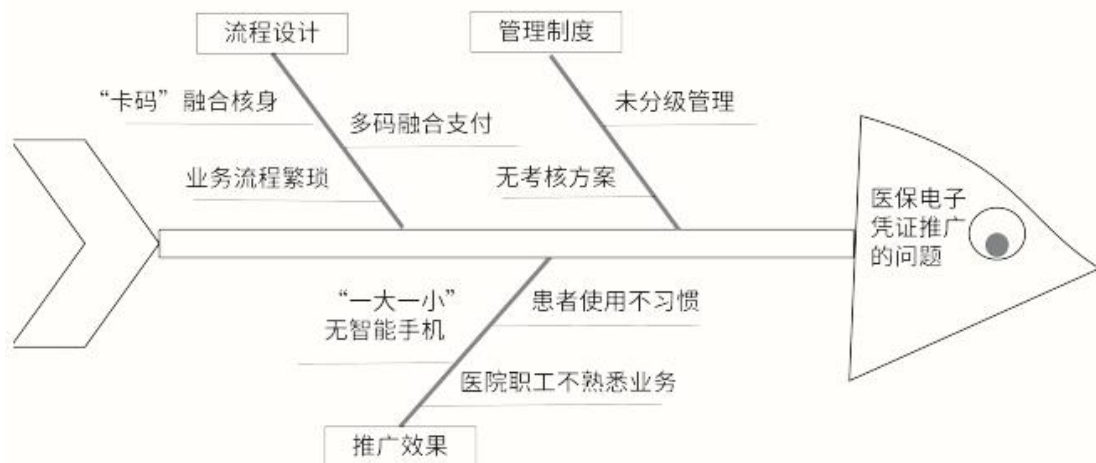 流程设计
管理制度
“卡码”融合核身
多码融合支付
业务流程繁琐
未分级管理
无考核方案
医保电子
凭证推广
的问题
“一大一小”
无智能手机
患者使用不习惯
医院职工不熟悉业务
推广效果